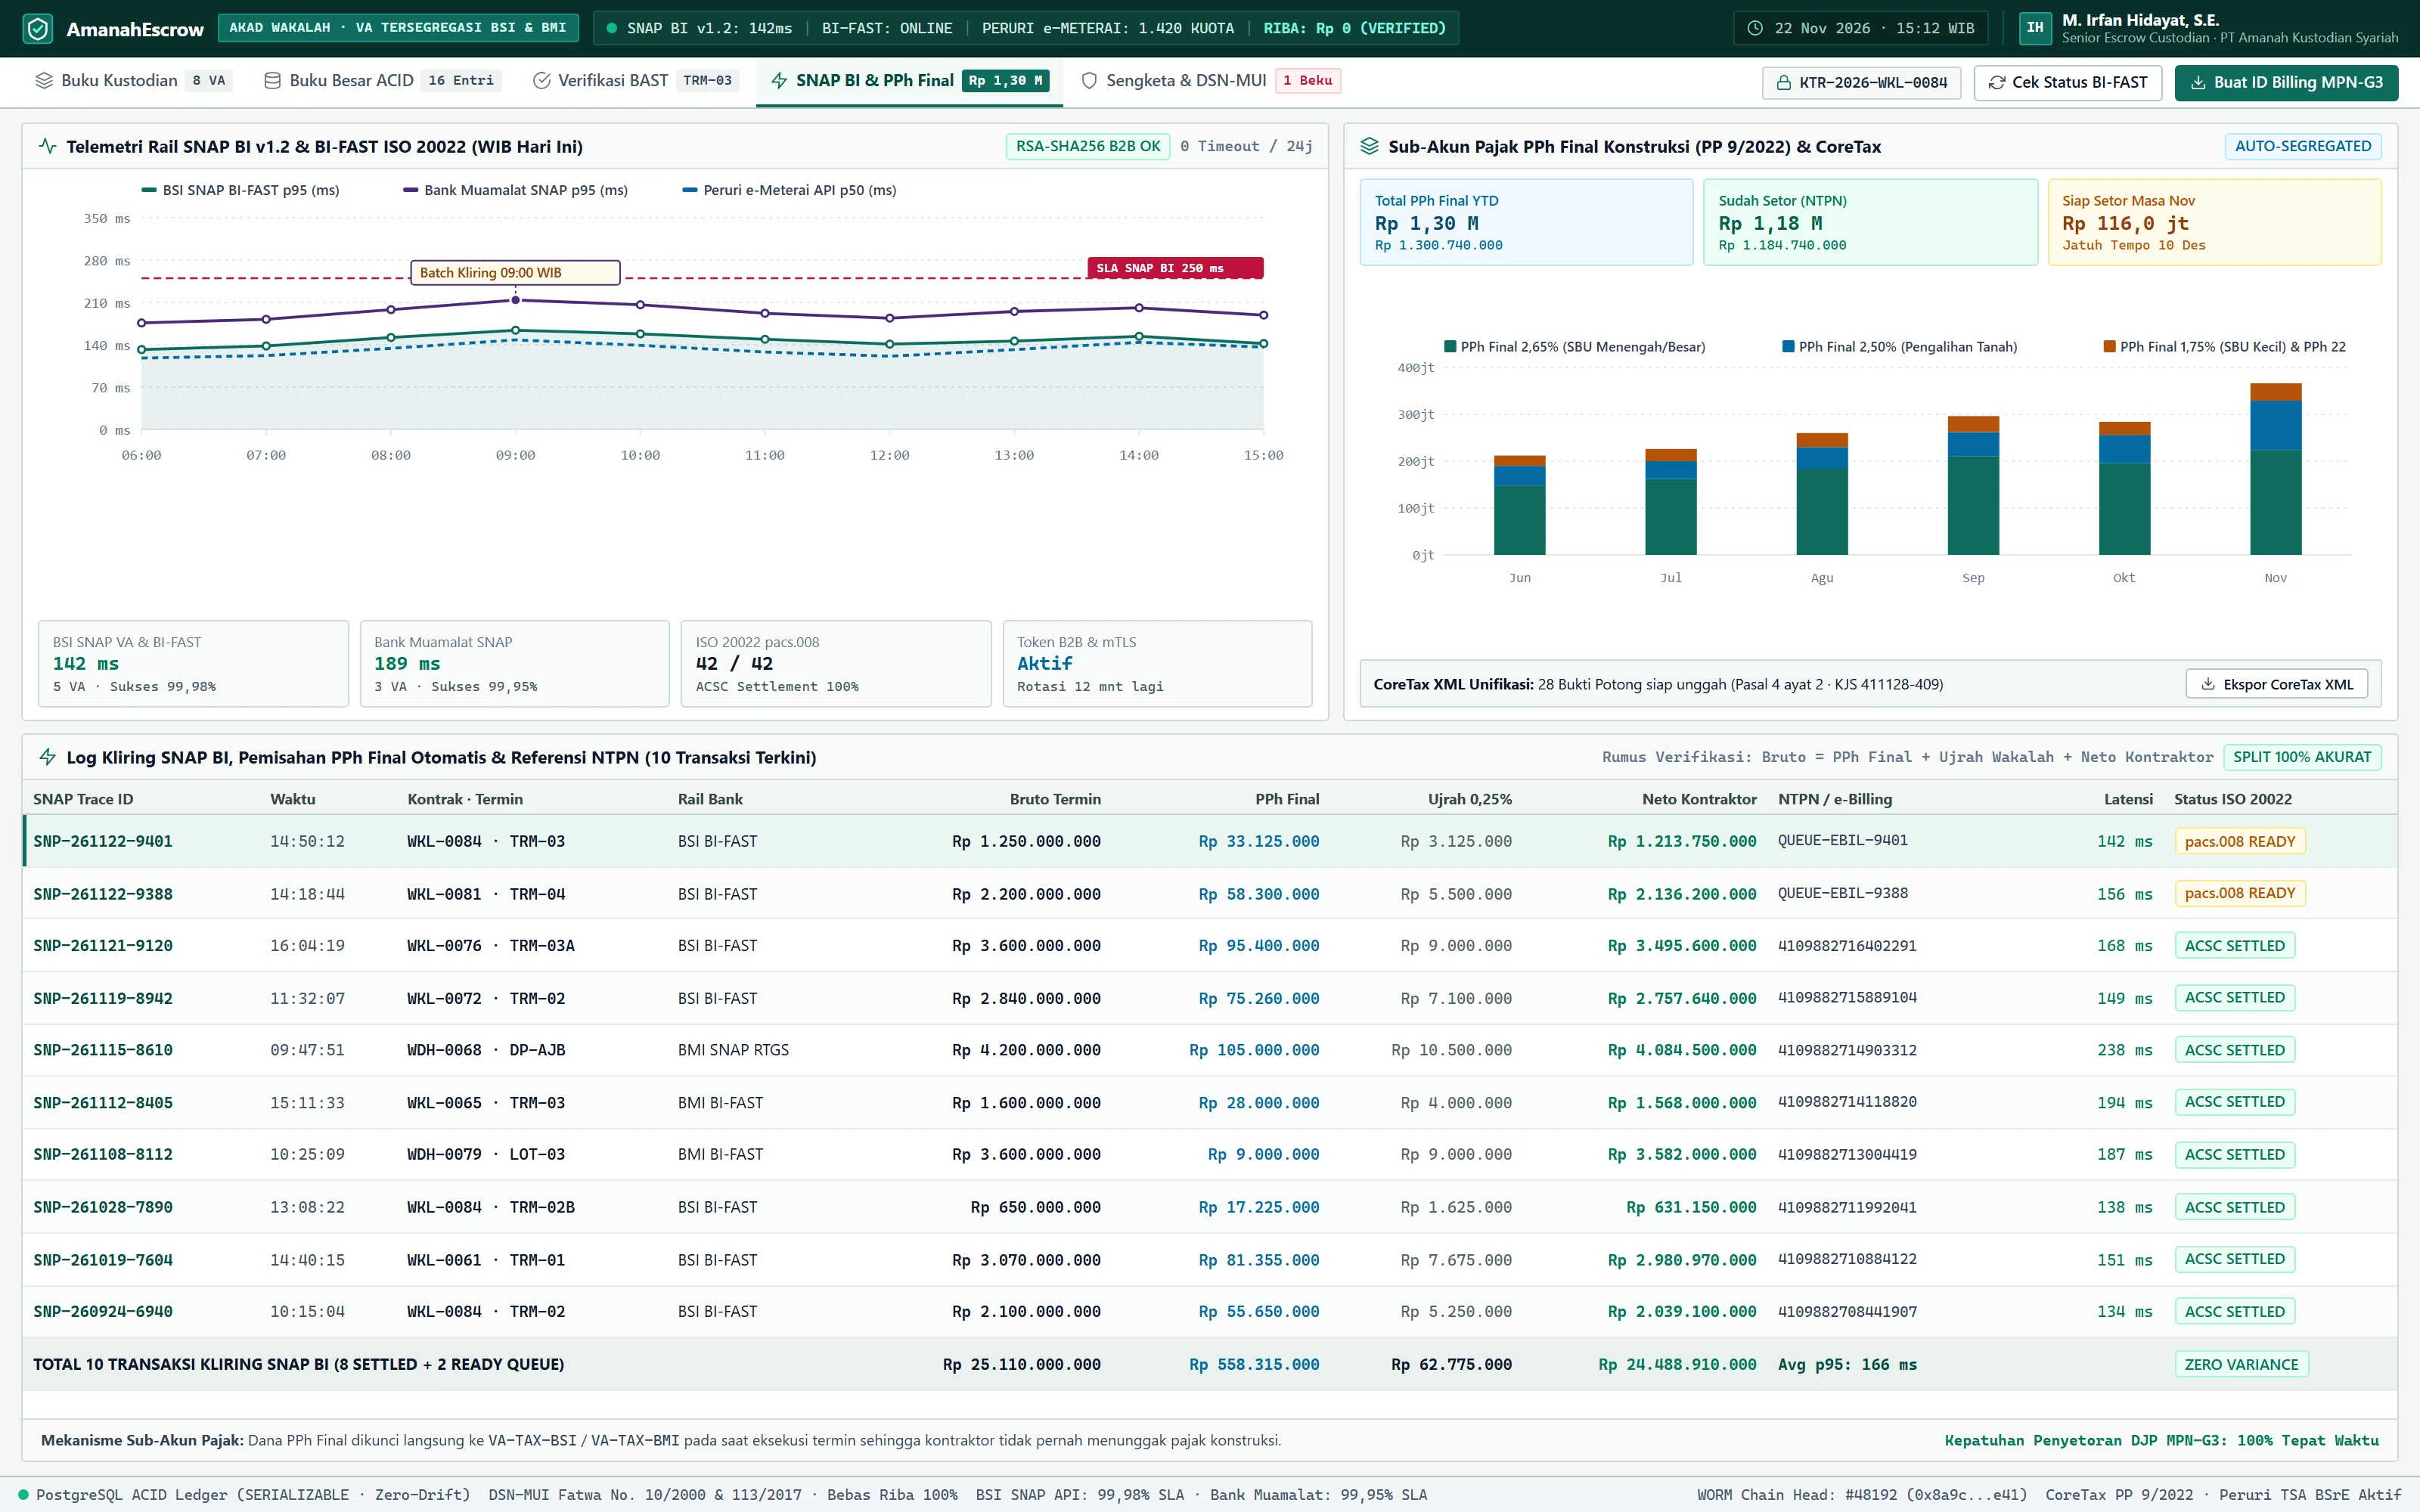 AmanahEscrow
AKAD WAKALAH · VA TERSEGREGASI BSI & BMI
SNAP BI v1.2: 142ms | BI-FAST: ONLINE | PERURI e-METERAI: 1.420 KUOTA | RIBA: Rp 0 (VERIFIED)
22 Nov 2026 · 15:12 WIB
IH
M. Irfan Hidayat, S.E.
Senior Escrow Custodian · PT Amanah Kustodian Syariah
Buku Kustodian 8 VA
Buku Besar ACID 16 Entri
Verifikasi BAST TRM-03
SNAP BI & PPh Final Rp 1,30 M
Sengketa & DSN-MUI 1 Beku
KTR-2026-WKL-0084
Cek Status BI-FAST
Buat ID Billing MPN-G3
Telemetri Rail SNAP BI v1.2 & BI-FAST ISO 20022 (WIB Hari Ini)
RSA-SHA256 B2B OK
0 Timeout / 24j
BSI SNAP BI-FAST p95 (ms)
Bank Muamalat SNAP p95 (ms)
Peruri e-Meterai API p50 (ms)
350 ms
280 ms
210 ms
140 ms
70 ms
0 ms
Batch Kliring 09:00 WIB
SLA SNAP BI 250 ms
06:00 07:00 08:00 09:00 10:00 11:00 12:00 13:00 14:00 15:00
BSI SNAP VA & BI-FAST
142 ms
5 VA · Sukses 99,98%
Bank Muamalat SNAP
189 ms
3 VA · Sukses 99,95%
ISO 20022 pacs.008
42 / 42
ACSC Settlement 100%
Token B2B & mTLS
Aktif
Rotasi 12 mnt lagi
Sub-Akun Pajak PPh Final Konstruksi (PP 9/2022) & CoreTax
AUTO-SEGREGATED
Total PPh Final YTD
Rp 1,30 M
Rp 1.300.740.000
Sudah Setor (NTPN)
Rp 1,18 M
Rp 1.184.740.000
Siap Setor Masa Nov
Rp 116,0 jt
Jatuh Tempo 10 Des
PPh Final 2,65% (SBU Menengah/Besar)
PPh Final 2,50% (Pengalihan Tanah)
PPh Final 1,75% (SBU Kecil) & PPh 22
400jt
300jt
200jt
100jt
0jt
Jun Jul Agu Sep Okt Nov
CoreTax XML Unifikasi: 28 Bukti Potong siap unggah (Pasal 4 ayat 2 · KJS 411128-409)
Ekspor CoreTax XML
Log Kliring SNAP BI, Pemisahan PPh Final Otomatis & Referensi NTPN (10 Transaksi Terkini)
Rumus Verifikasi: Bruto = PPh Final + Ujrah Wakalah + Neto Kontraktor
SPLIT 100% AKURAT
SNAP Trace ID Waktu Kontrak · Termin Rail Bank Bruto Termin PPh Final Ujrah 0,25% Neto Kontraktor NTPN / e-Billing Latensi Status ISO 20022
SNP-261122-9401 14:50:12 WKL-0084 · TRM-03 BSI BI-FAST Rp 1.250.000.000 Rp 33.125.000 Rp 3.125.000 Rp 1.213.750.000 QUEUE-EBIL-9401 142 ms pacs.008 READY
SNP-261122-9388 14:18:44 WKL-0081 · TRM-04 BSI BI-FAST Rp 2.200.000.000 Rp 58.300.000 Rp 5.500.000 Rp 2.136.200.000 QUEUE-EBIL-9388 156 ms pacs.008 READY
SNP-261121-9120 16:04:19 WKL-0076 · TRM-03A BSI BI-FAST Rp 3.600.000.000 Rp 95.400.000 Rp 9.000.000 Rp 3.495.600.000 4109882716402291 168 ms ACSC SETTLED
SNP-261119-8942 11:32:07 WKL-0072 · TRM-02 BSI BI-FAST Rp 2.840.000.000 Rp 75.260.000 Rp 7.100.000 Rp 2.757.640.000 4109882715889104 149 ms ACSC SETTLED
SNP-261115-8610 09:47:51 WDH-0068 · DP-AJB BMI SNAP RTGS Rp 4.200.000.000 Rp 105.000.000 Rp 10.500.000 Rp 4.084.500.000 4109882714903312 238 ms ACSC SETTLED
SNP-261112-8405 15:11:33 WKL-0065 · TRM-03 BMI BI-FAST Rp 1.600.000.000 Rp 28.000.000 Rp 4.000.000 Rp 1.568.000.000 4109882714118820 194 ms ACSC SETTLED
SNP-261108-8112 10:25:09 WDH-0079 · LOT-03 BMI BI-FAST Rp 3.600.000.000 Rp 9.000.000 Rp 9.000.000 Rp 3.582.000.000 4109882713004419 187 ms ACSC SETTLED
SNP-261028-7890 13:08:22 WKL-0084 · TRM-02B BSI BI-FAST Rp 650.000.000 Rp 17.225.000 Rp 1.625.000 Rp 631.150.000 4109882711992041 138 ms ACSC SETTLED
SNP-261019-7604 14:40:15 WKL-0061 · TRM-01 BSI BI-FAST Rp 3.070.000.000 Rp 81.355.000 Rp 7.675.000 Rp 2.980.970.000 4109882710884122 151 ms ACSC SETTLED
SNP-260924-6940 10:15:04 WKL-0084 · TRM-02 BSI BI-FAST Rp 2.100.000.000 Rp 55.650.000 Rp 5.250.000 Rp 2.039.100.000 4109882708441907 134 ms ACSC SETTLED
TOTAL 10 TRANSAKSI KLIRING SNAP BI (8 SETTLED + 2 READY QUEUE) Rp 25.110.000.000 Rp 558.315.000 Rp 62.775.000 Rp 24.488.910.000 Avg p95: 166 ms ZERO VARIANCE
Mekanisme Sub-Akun Pajak: Dana PPh Final dikunci langsung ke VA-TAX-BSI / VA-TAX-BMI pada saat eksekusi termin sehingga kontraktor tidak pernah menunggak pajak konstruksi.
Kepatuhan Penyetoran DJP MPN-G3: 100% Tepat Waktu
PostgreSQL ACID Ledger (SERIALIZABLE · Zero-Drift) DSN-MUI Fatwa No. 10/2000 & 113/2017 · Bebas Riba 100% BSI SNAP API: 99,98% SLA · Bank Muamalat: 99,95% SLA
WORM Chain Head: #48192 (0x8a9c...e41) CoreTax PP 9/2022 · Peruri TSA BSrE Aktif